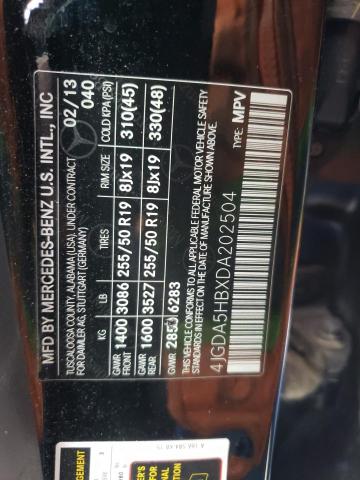 MFD BY MERCEDES-BENZ U.S. INTL., INC
TUSCALOOSA COUNTY, ALABAMA (USA), UNDER CONTRACT
FOR DAIMLER AG, STUTTGART (GERMANY)
02/13
040
KG LB TIRES RIM SIZE COLD KPA(PSI)
GAWR FRONT 1400 3086 255/50 R19 8Jx19 310(45)
GAWR REAR 1600 3527 255/50 R19 8Jx19 330(48)
GVWR 2850 6283
THIS VEHICLE CONFORMS TO ALL APPLICABLE FEDERAL MOTOR VEHICLE SAFETY
STANDARDS IN EFFECT ON THE DATE OF MANUFACTURE SHOWN ABOVE
4JGDA5HBXDA202504 TYPE: MPV